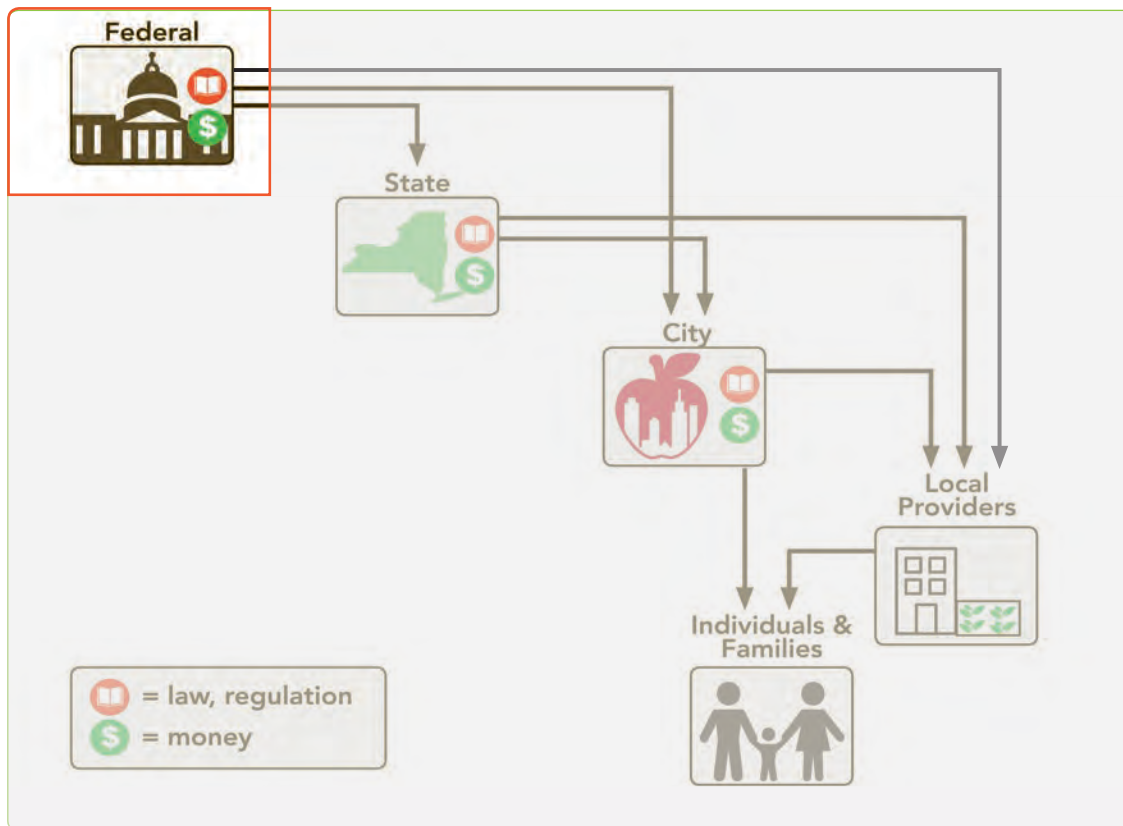 Federal
$
State
$
City
$
Local
Providers
Individuals &
Families
= law, regulation
$ = money